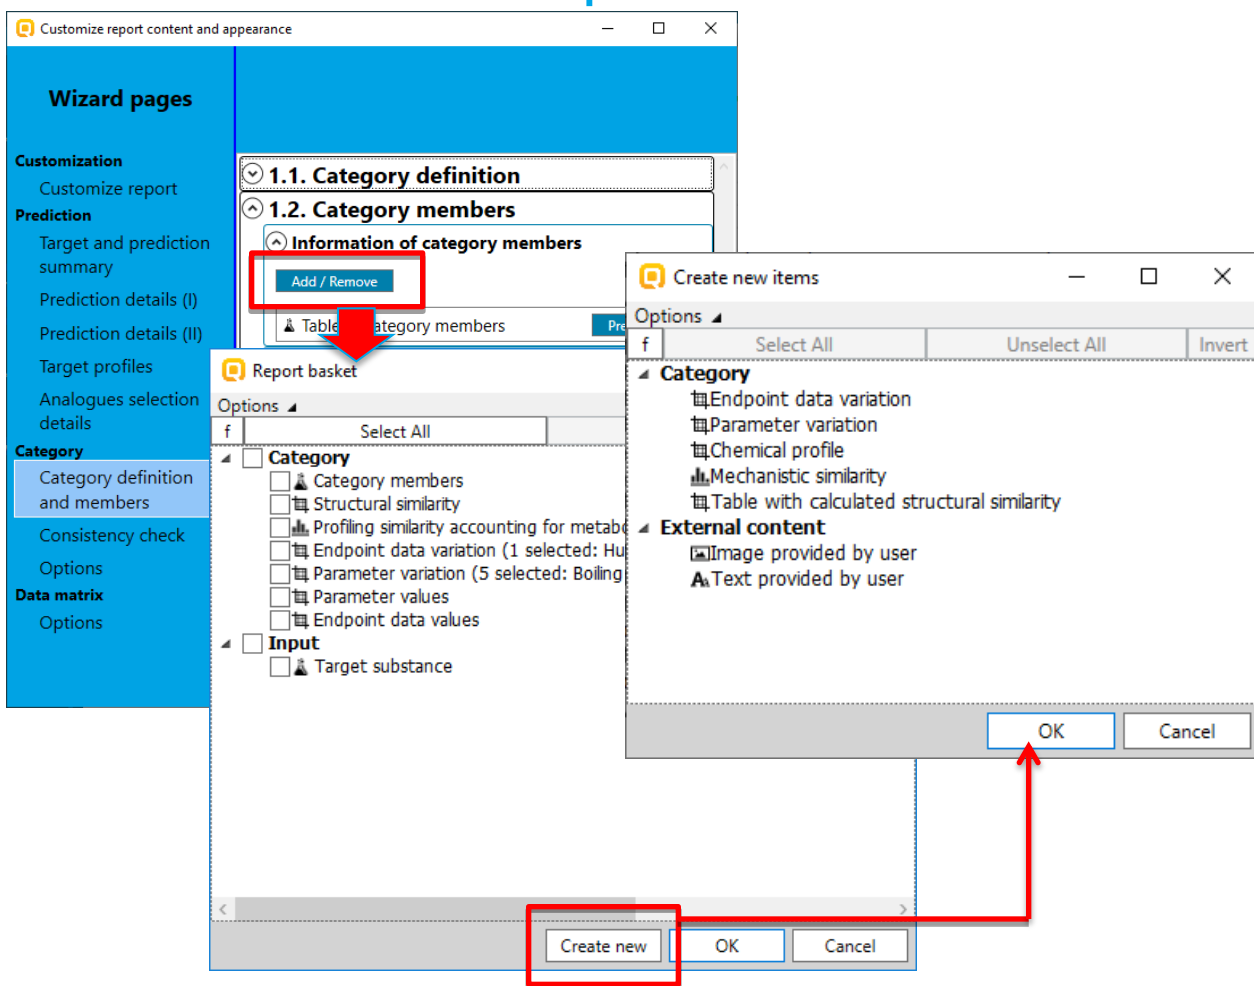 Customize report content and appearance
Wizard pages
Customization
Customize report
Prediction
Target and prediction
summary
Prediction details (I)
Prediction details (II)
Target profiles
Analogues selection
details
Category
Category definition
and members
Consistency check
Options
Data matrix
Options
1.1. Category definition
1.2. Category members
Information of category members
Add / Remove
Table category members
Pre
Report basket
Options
f
Select All
Category
Category members
Structural similarity
Profiling similarity accounting for metabo
Endpoint data variation (1 selected: Hu
Parameter variation (5 selected: Boiling
Parameter values
Endpoint data values
Input
Target substance
Create new
OK
Cancel
Create new items
Options
f
Select All
Unselect All
Invert
Category
Endpoint data variation
Parameter variation
Chemical profile
Mechanistic similarity
Table with calculated structural similarity
External content
Image provided by user
Text provided by user
OK
Cancel